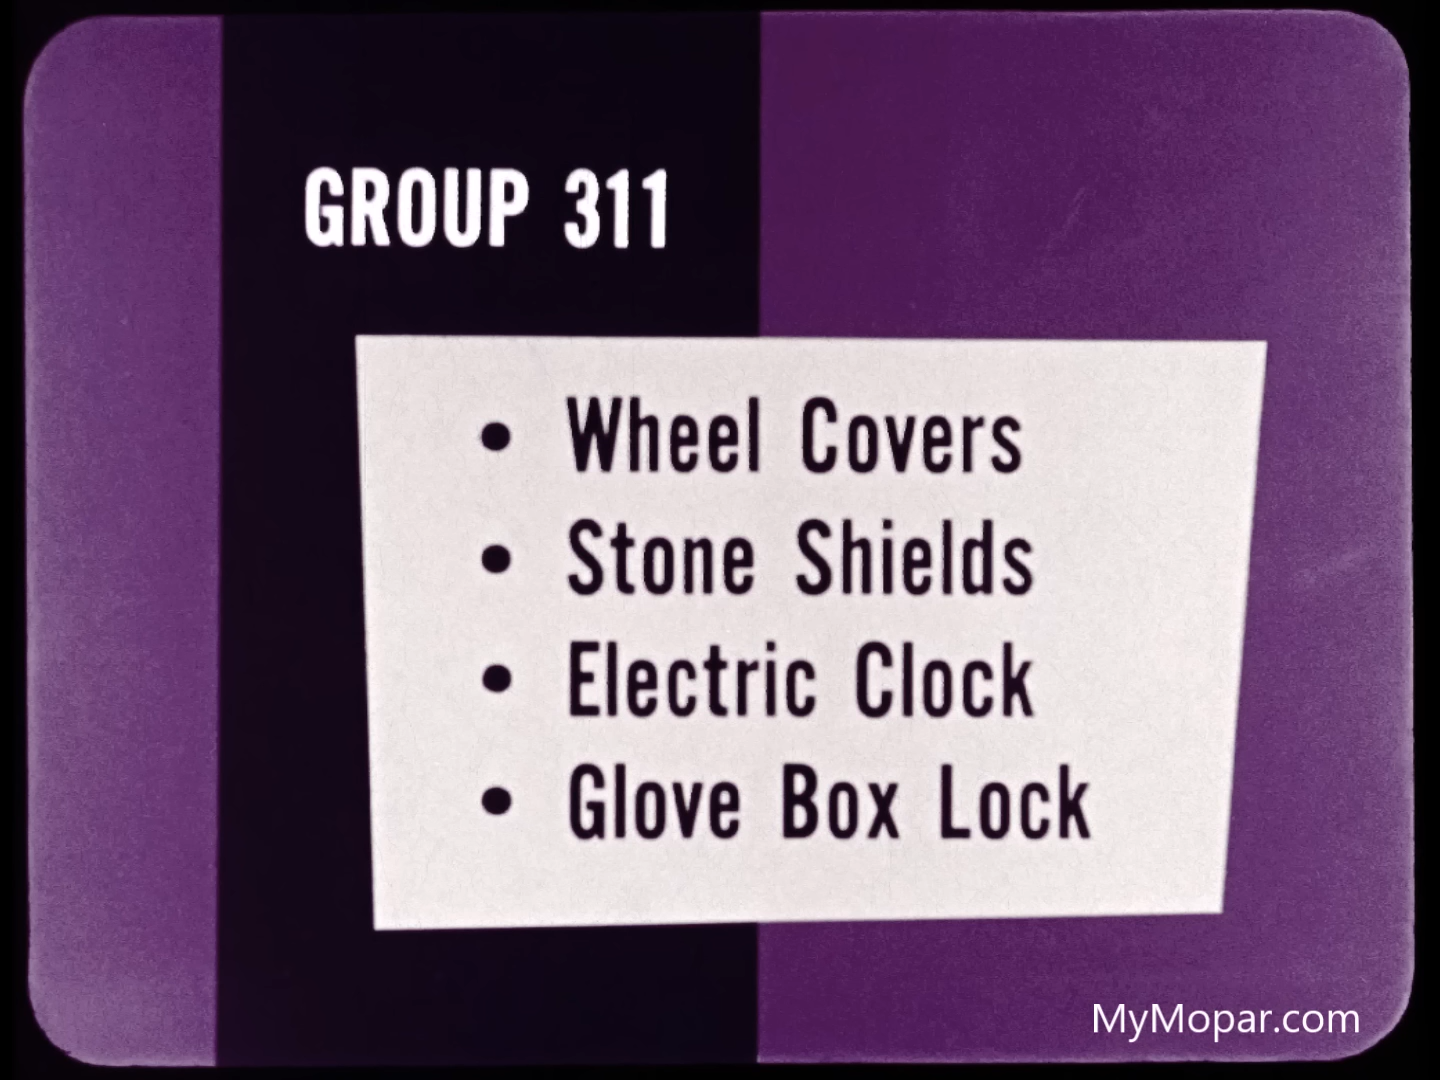 GROUP 311
• Wheel Covers
• Stone Shields
• Electric Clock
• Glove Box Lock
MyMopar.com